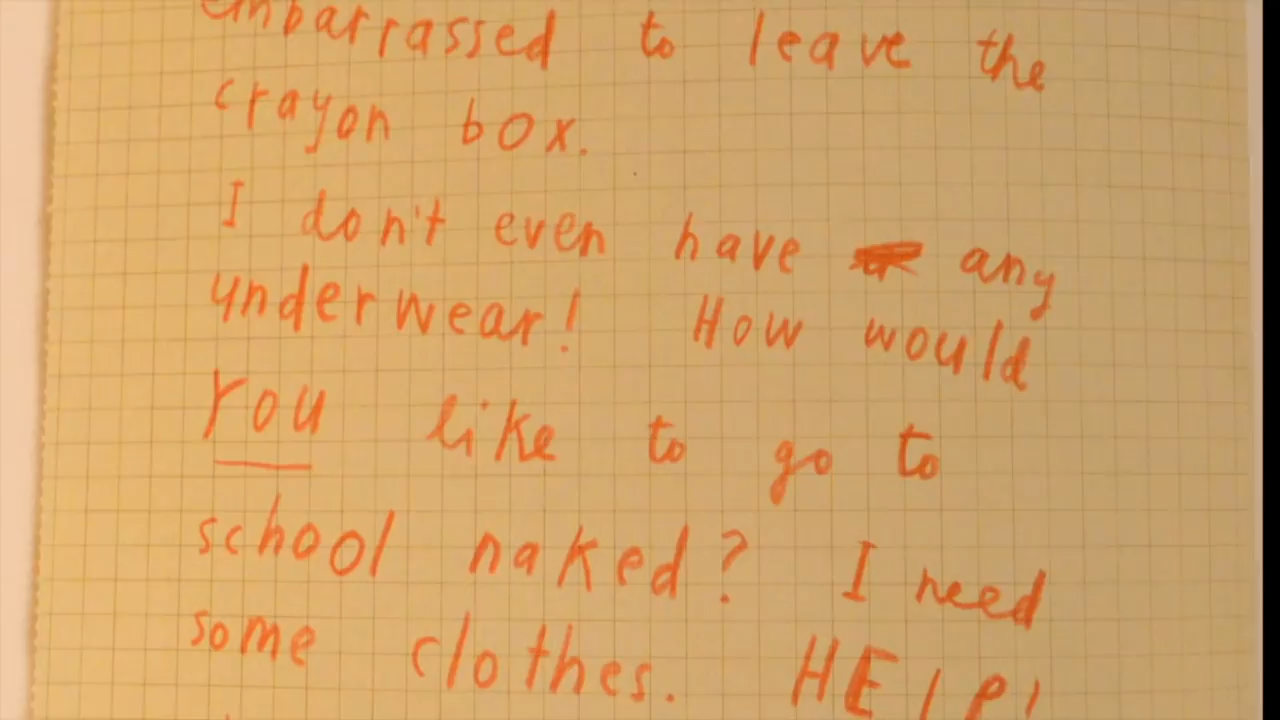 embarrassed to leave the
crayon box.
I don't even have any
underwear! How would
you like to go to
school naked? I need
some clothes. HElp!